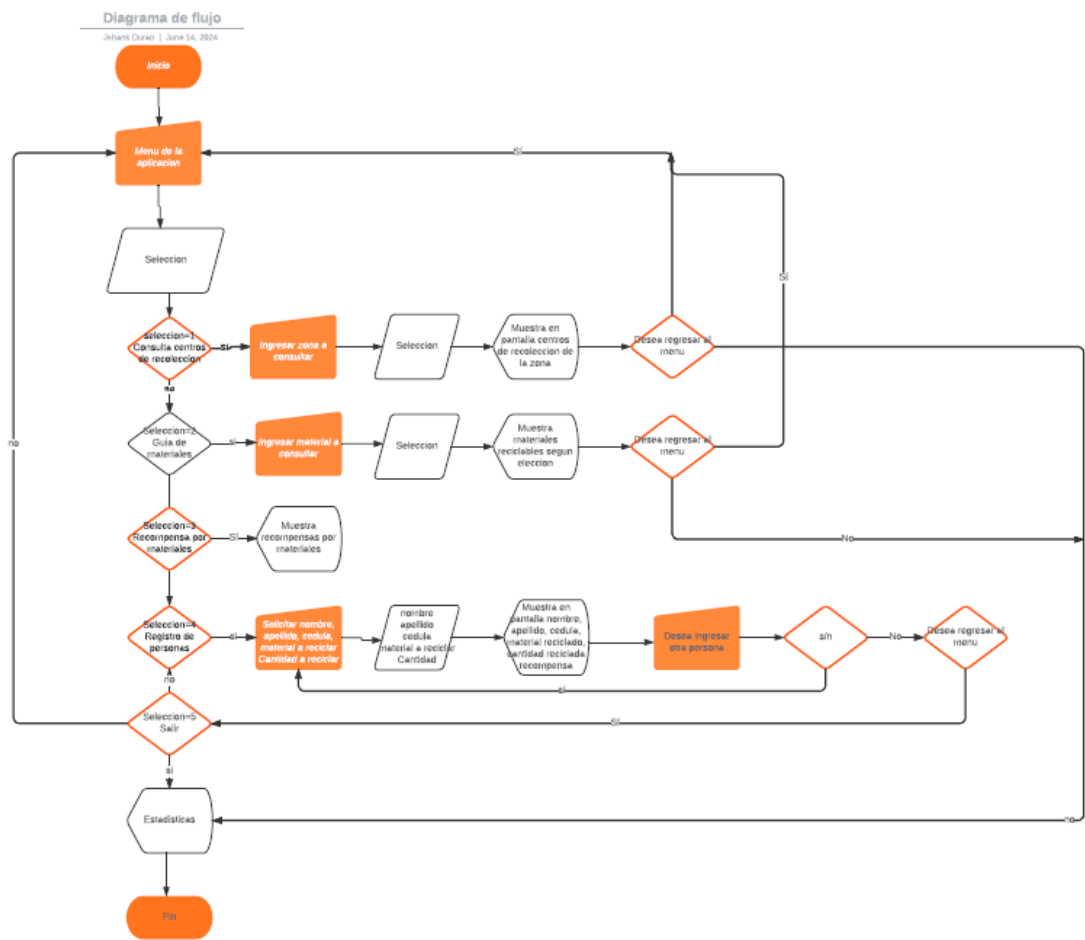 Diagrama de flujo
Johank Duran | June 14, 2024
Inicio
Menu de la
aplicacion
Sí
Seleccion
Sí
seleccion=1
Consulta centros
de recoleccion
si
Ingresar zona a
consultar
Seleccion
Muestra en
pantalla centros
de recoleccion de
la zona
Desea regresar al
menu
no
no
Seleccion=2
Guia de
materiales
si
Ingresar material a
consultar
Seleccion
Muestra
materiales
reciclables segun
eleccion
Desea regresar al
menu
Seleccion=3
Recompensa por
materiales
Sí
Muestra
recompensas por
materiales
No
Seleccion=4
Registro de
personas
si
Solicitar nombre,
apellido, cedula,
material a reciclar
Cantidad a reciclar
nombre
apellido
cedula
material a reciclar
Cantidad
Muestra en
pantalla nombre,
apellido, cedula,
material reciclado,
cantidad reciclada
recompensa
Desea ingresar
otra persona
s/n
No
Desea regresar al
menu
no
si
Seleccion=5
Salir
Sí
si
Estadisticas
no
Fin